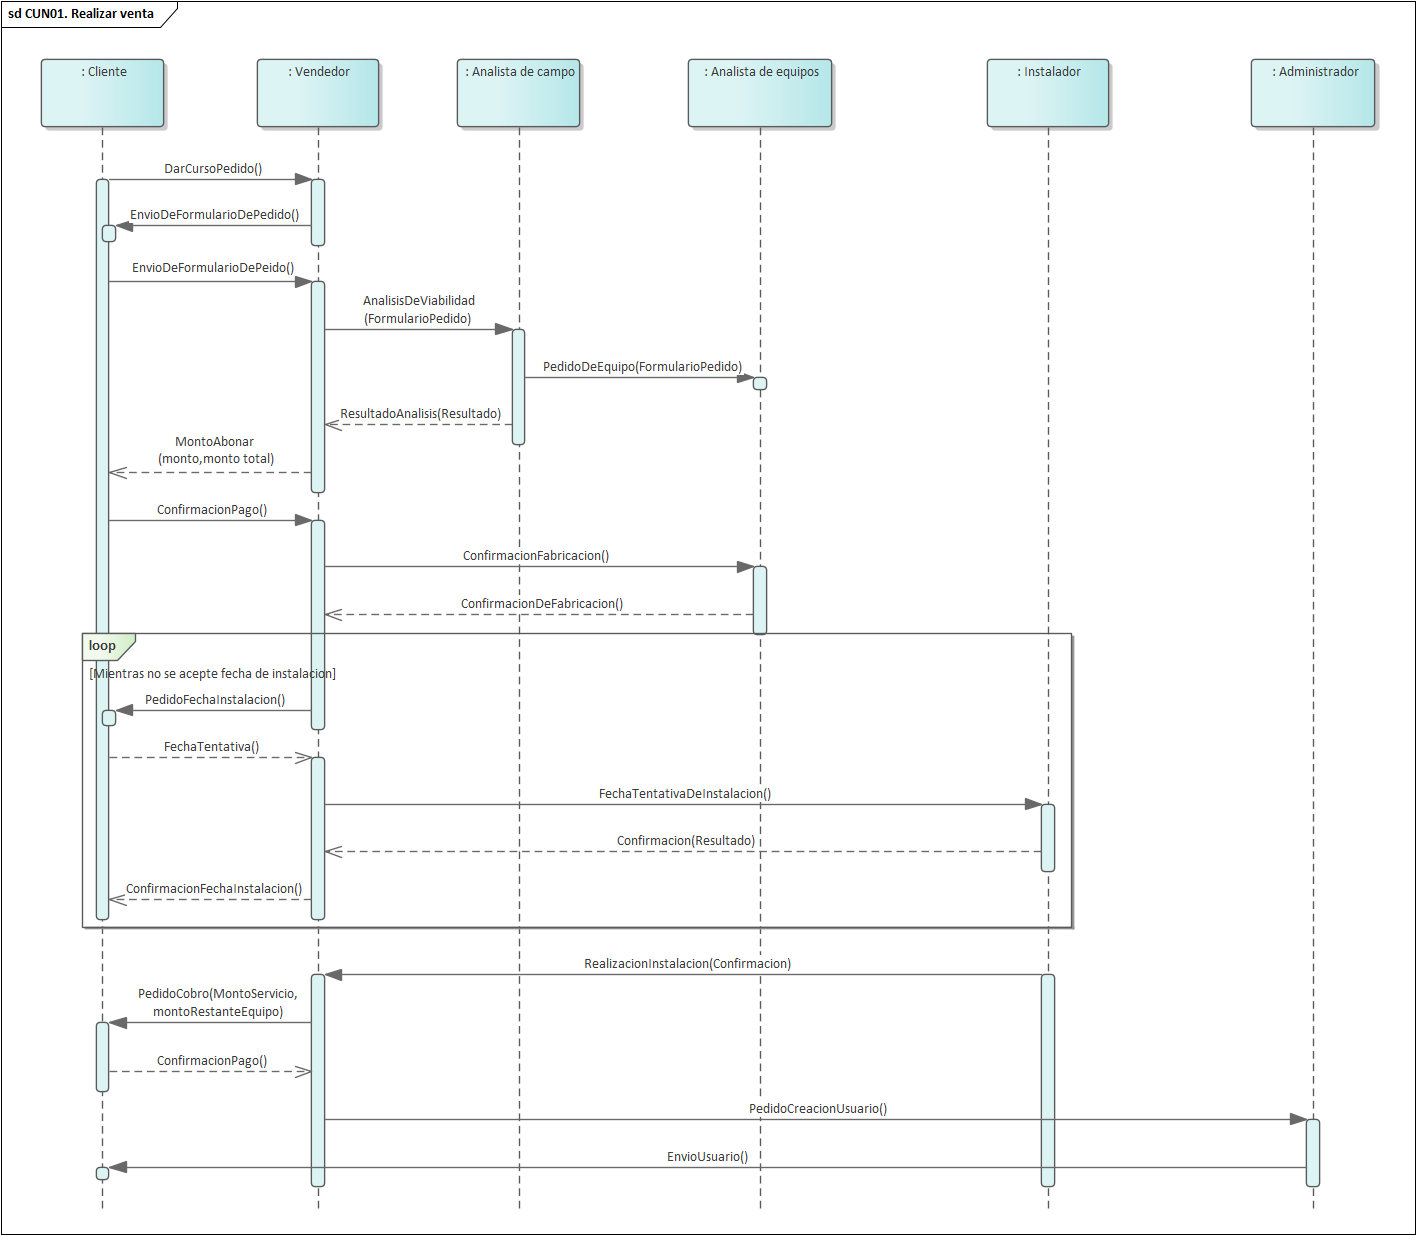 sd CUN01. Realizar venta
: Cliente
: Vendedor
: Analista de campo
: Analista de equipos
: Instalador
: Administrador
DarCursoPedido()
EnvioDeFormularioDePedido()
EnvioDeFormularioDePeido()
AnalisisDeViabilidad
(FormularioPedido)
PedidoDeEquipo(FormularioPedido)
ResultadoAnalisis(Resultado)
MontoAbonar
(monto,monto total)
ConfirmacionPago()
ConfirmacionFabricacion()
ConfirmacionDeFabricacion()
loop
[Mientras no se acepte fecha de instalacion]
PedidoFechaInstalacion()
FechaTentativa()
FechaTentativaDeInstalacion()
Confirmacion(Resultado)
ConfirmacionFechaInstalacion()
RealizacionInstalacion(Confirmacion)
PedidoCobro(MontoServicio,
montoRestanteEquipo)
ConfirmacionPago()
PedidoCreacionUsuario()
EnvioUsuario()